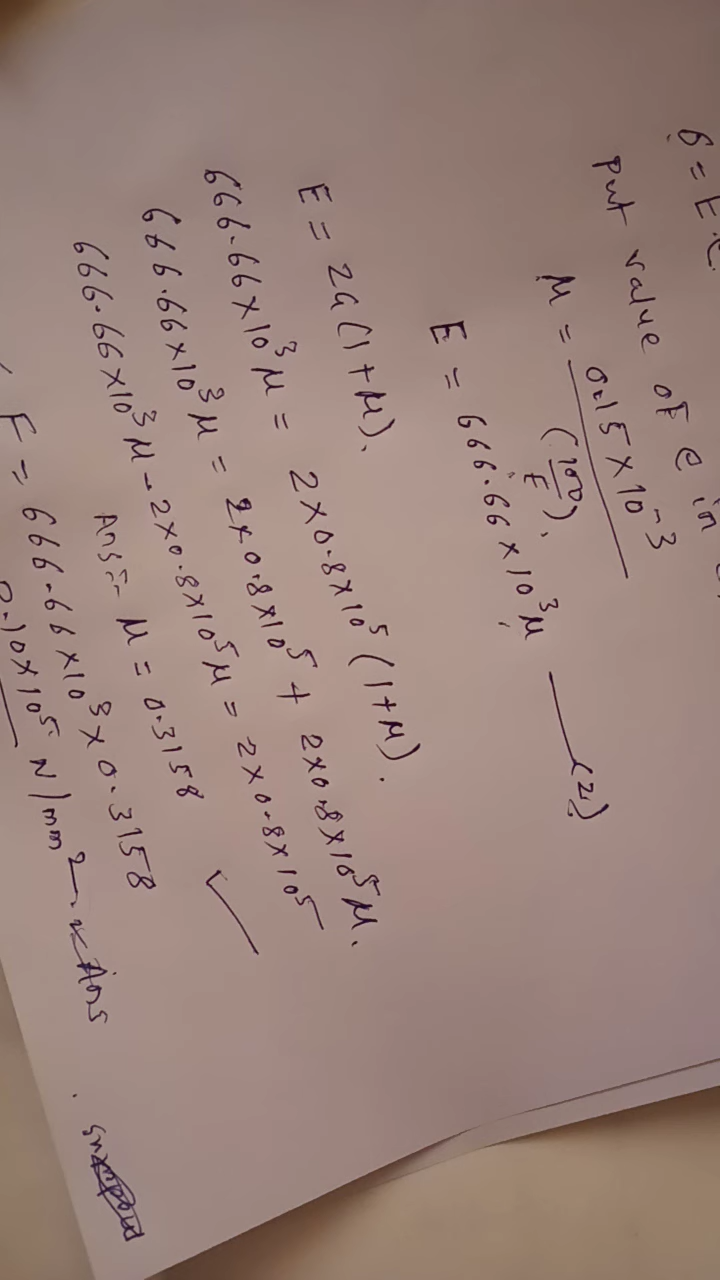 σ = E.e
put value of e in
μ = 0.15 × 10⁻³ / (100/E).
E = 666.66 × 10³ μ —(2)
E = 2G(1+μ).
666.66 × 10³ μ = 2 × 0.8 × 10⁵ (1+μ).
666.66 × 10³ μ = 2 × 0.8 × 10⁵ + 2 × 0.8 × 10⁵ μ.
666.66 × 10³ μ - 2 × 0.8 × 10⁵ μ = 2 × 0.8 × 10⁵
Ans:- μ = 0.3158 ✓
E = 666.66 × 10³ × 0.3158
2.10 × 10⁵ N/mm² Ans